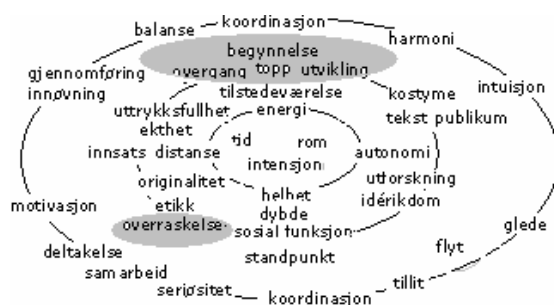 koordinasjon
balanse
harmoni
begynnelse
overgang topp utvikling
gjennomføring
innøvning
intuisjon
tilstedeværelse
kostyme
uttrykksfullhet
energi
tekst publikum
ekthet
tid
rom
innsats distanse
autonomi
intensjon
originalitet
utforskning
helhet
idérikdom
motivasjon
etikk
dybde
overraskelse
sosial funksjon
glede
deltakelse
flyt
standpunkt
samarbeid
tillit
seriøsitet
koordinasjon